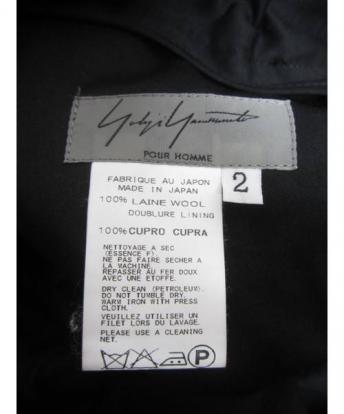 Yohji Yamamoto
POUR HOMME
FABRIQUE AU JAPON
MADE IN JAPAN
2
100% LAINE WOOL
DOUBLURE LINING
100% CUPRO CUPRA
NETTOYAGE A SEC
(ESSENCE F).
NE PAS FAIRE SECHER A
LA MACHINE.
REPASSER AU FER DOUX
AVEC UNE ETOFFE.
DRY CLEAN (PETROLEUM).
DO NOT TUMBLE DRY.
WARM IRON WITH PRESS
CLOTH.
VEUILLEZ UTILISER UN
FILET LORS DU LAVAGE.
PLEASE USE A CLEANING
NET.
P